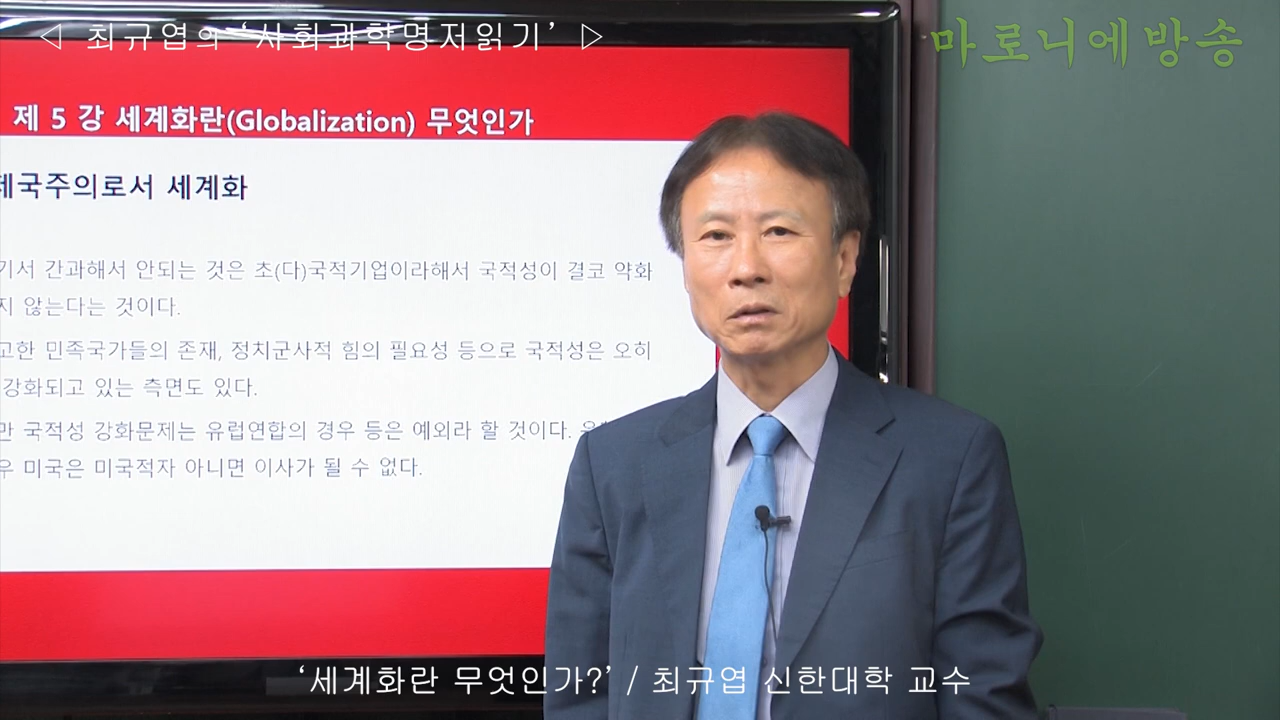 ◁ 최규엽의 ‘사회과학명저읽기’ ▷
마로니에방송
제 5 강 세계화란(Globalization) 무엇인가
제국주의로서 세계화
기서 간과해서 안되는 것은 초(다)국적기업이라해서 국적성이 결코 약화
지 않는다는 것이다.
고한 민족국가들의 존재, 정치군사적 힘의 필요성 등으로 국적성은 오히
강화되고 있는 측면도 있다.
만 국적성 강화문제는 유럽연합의 경우 등은 예외라 할 것이다.
우 미국은 미국적자 아니면 이사가 될 수 없다.
‘세계화란 무엇인가?’ / 최규엽 신한대학 교수